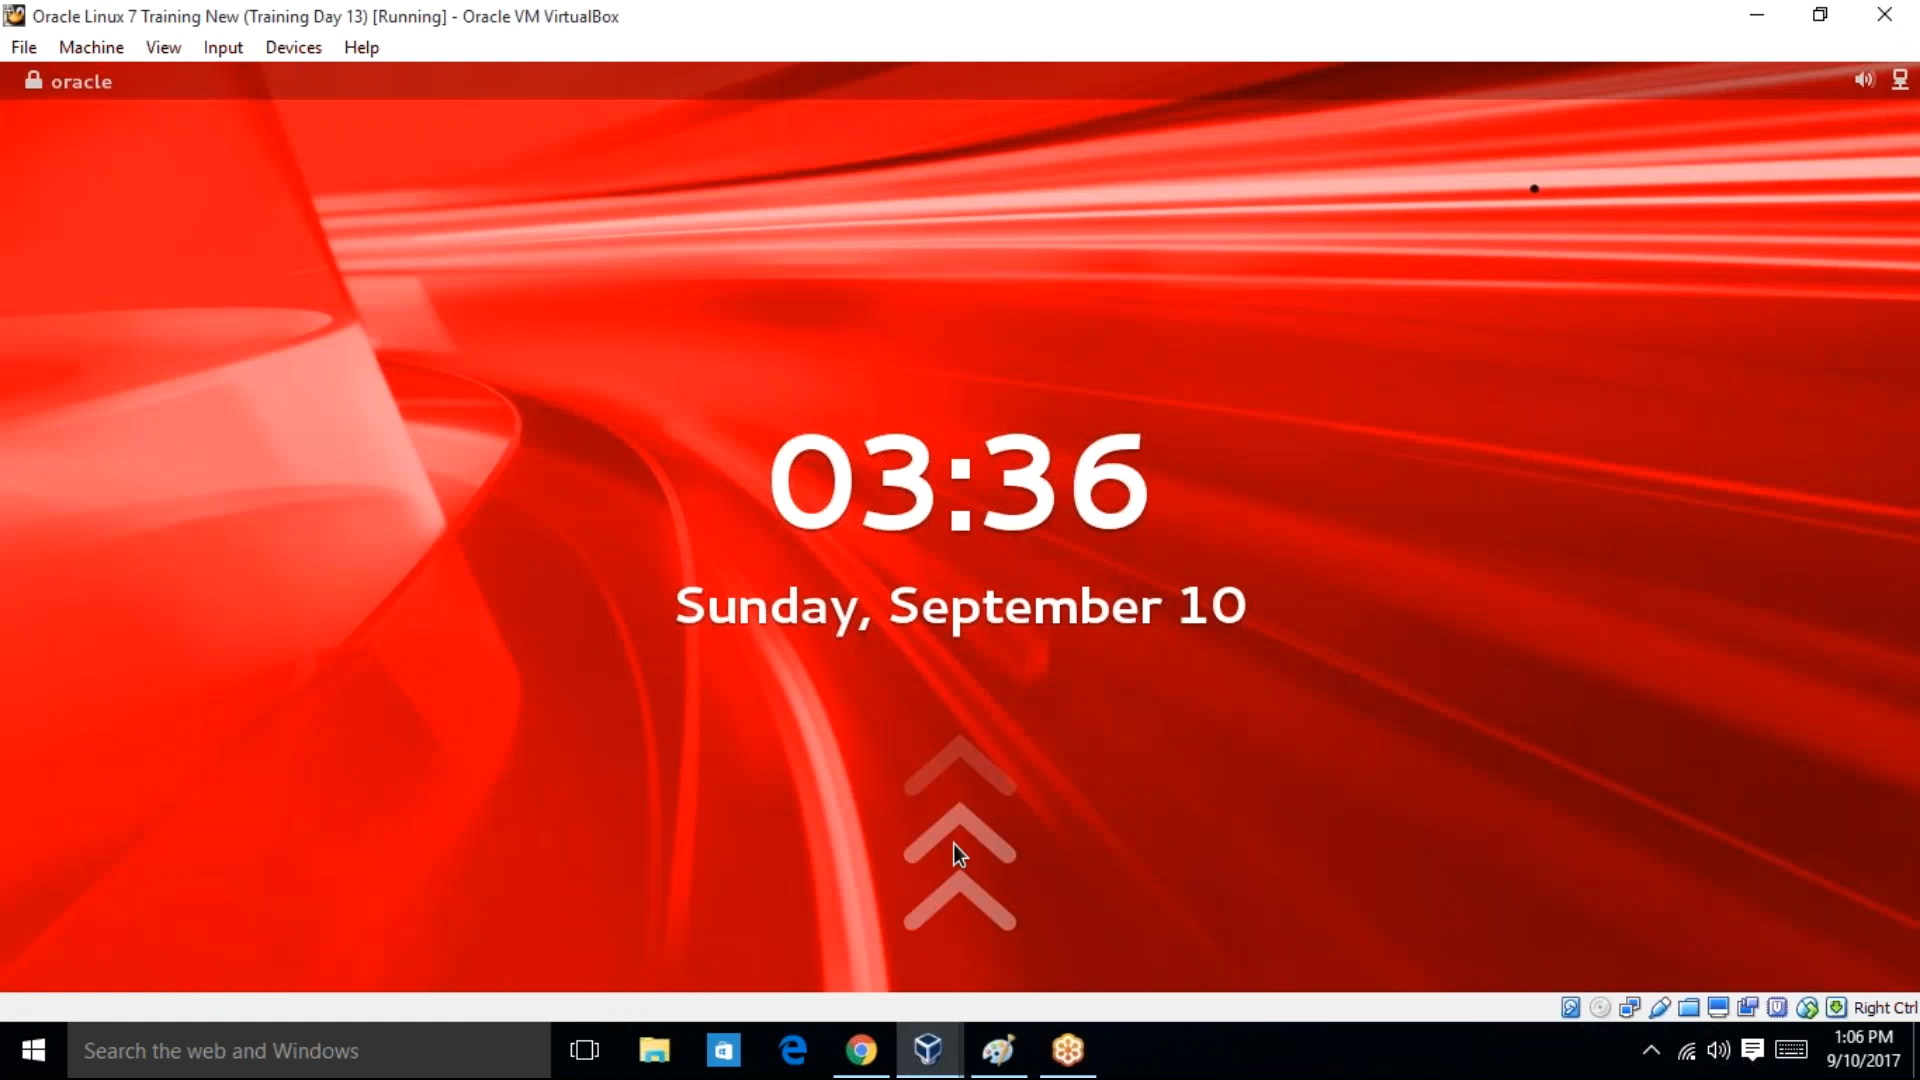 Oracle Linux 7 Training New (Training Day 13) [Running] - Oracle VM VirtualBox
File Machine View Input Devices Help
oracle
03:36
Sunday, September 10
Right Ctrl
Search the web and Windows
1:06 PM
9/10/2017